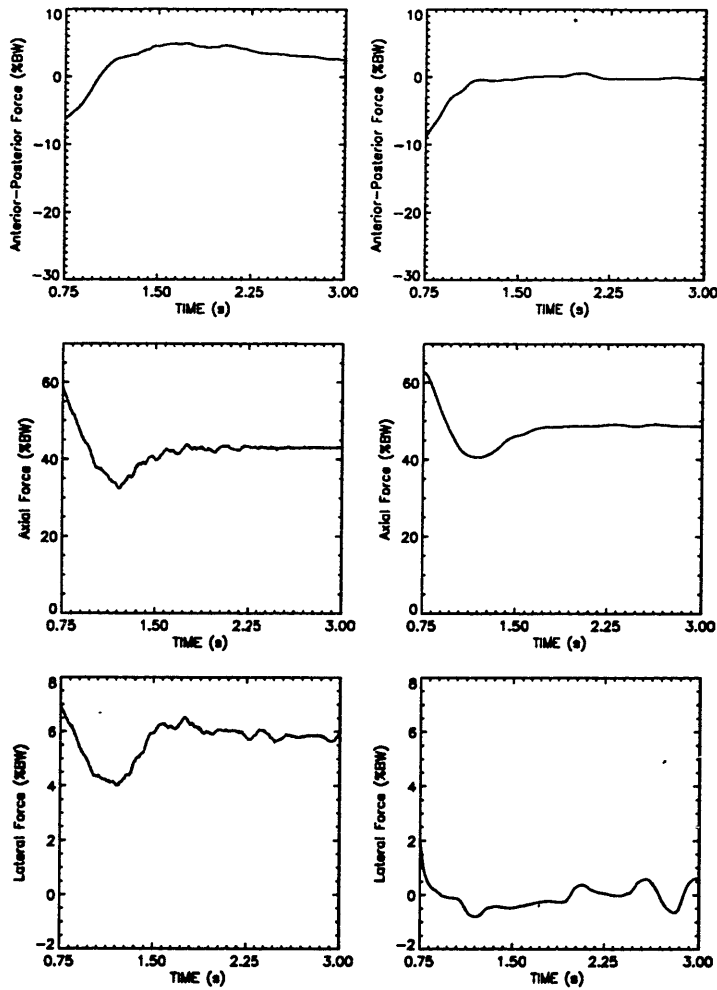 Anterior-Posterior Force (%BW)
10
0
-10
-20
-30
0.75 1.50 2.25 3.00
TIME (s)
Anterior-Posterior Force (%BW)
10
0
-10
-20
-30
0.75 1.50 2.25 3.00
TIME (s)
Axial Force (%BW)
60
40
20
0
0.75 1.50 2.25 3.00
TIME (s)
Axial Force (%BW)
60
40
20
0
0.75 1.50 2.25 3.00
TIME (s)
Lateral Force (%BW)
8
6
4
2
0
-2
0.75 1.50 2.25 3.00
TIME (s)
Lateral Force (%BW)
8
6
4
2
0
-2
0.75 1.50 2.25 3.00
TIME (s)